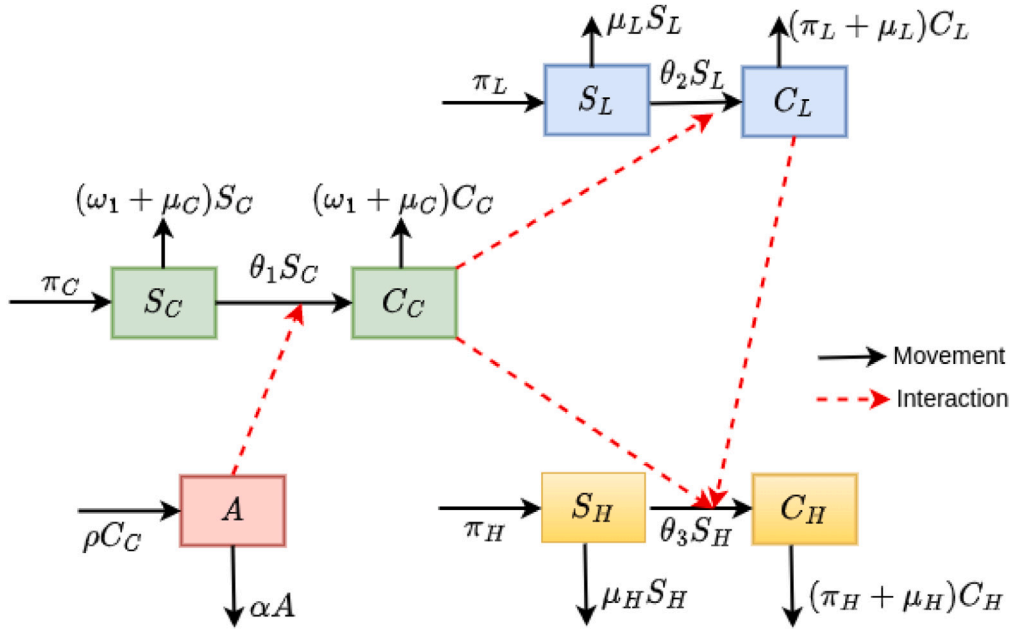 μ_L S_L
(π_L + μ_L)C_L
π_L
S_L
θ_2 S_L
C_L
(ω_1 + μ_C)S_C
(ω_1 + μ_C)C_C
π_C
S_C
θ_1 S_C
C_C
Movement
Interaction
ρC_C
A
αA
π_H
S_H
θ_3 S_H
C_H
μ_H S_H
(π_H + μ_H)C_H